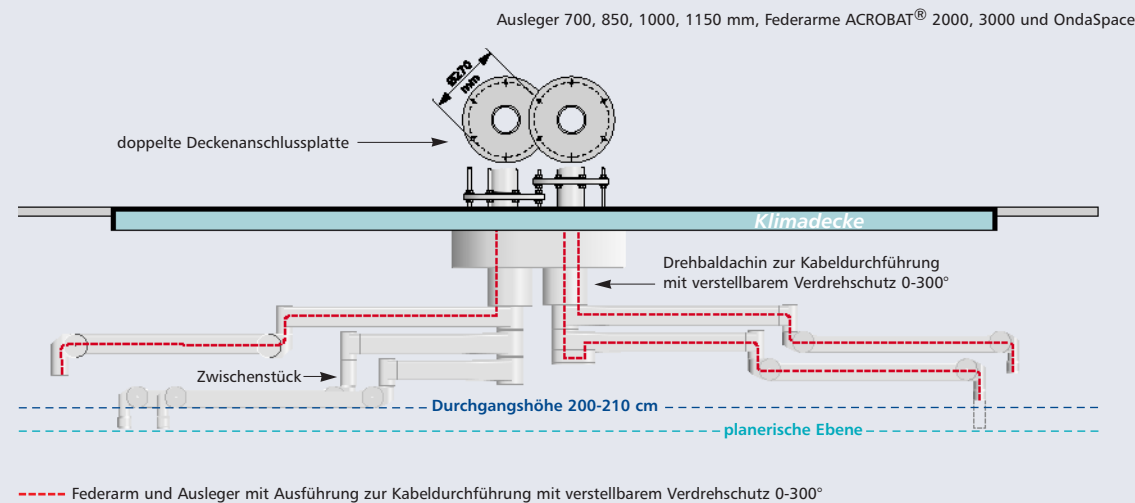 Ausleger 700, 850, 1000, 1150 mm, Federarme ACROBAT® 2000, 3000 und OndaSpace
Ø270
mm
doppelte Deckenanschlussplatte
Klimadecke
Drehbaldachin zur Kabeldurchführung
mit verstellbarem Verdrehschutz 0-300°
Zwischenstück
Durchgangshöhe 200-210 cm
planerische Ebene
Federarm und Ausleger mit Ausführung zur Kabeldurchführung mit verstellbarem Verdrehschutz 0-300°